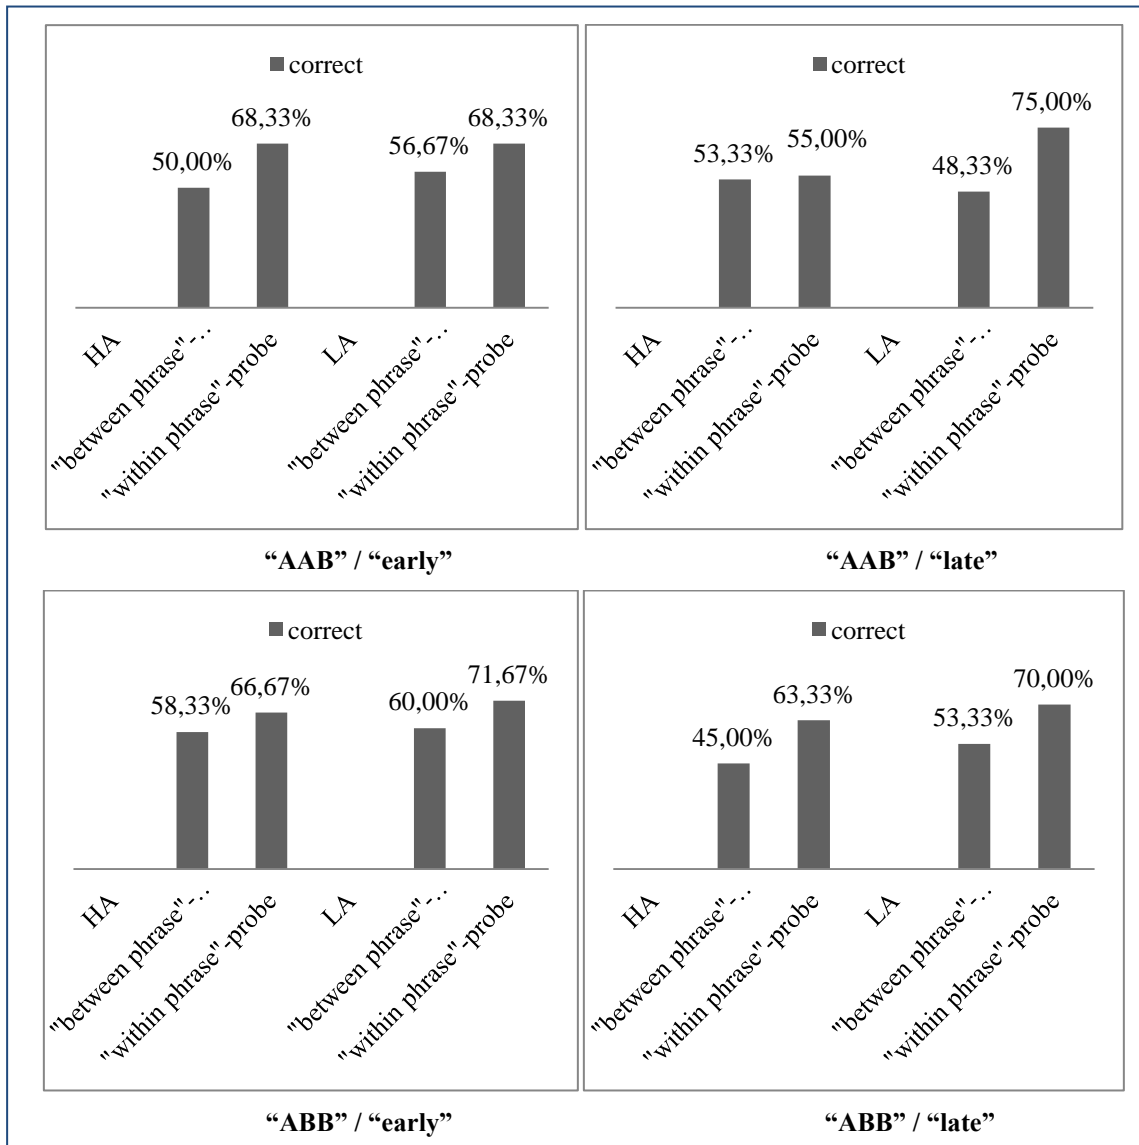 correct
50,00% 68,33% 56,67% 68,33%
HA "between phrase"-… "within phrase"-probe LA "between phrase"-… "within phrase"-probe
“AAB” / “early”
correct
53,33% 55,00% 48,33% 75,00%
HA "between phrase"-… "within phrase"-probe LA "between phrase"-… "within phrase"-probe
“AAB” / “late”
correct
58,33% 66,67% 60,00% 71,67%
HA "between phrase"-… "within phrase"-probe LA "between phrase"-… "within phrase"-probe
“ABB” / “early”
correct
45,00% 63,33% 53,33% 70,00%
HA "between phrase"-… "within phrase"-probe LA "between phrase"-… "within phrase"-probe
“ABB” / “late”